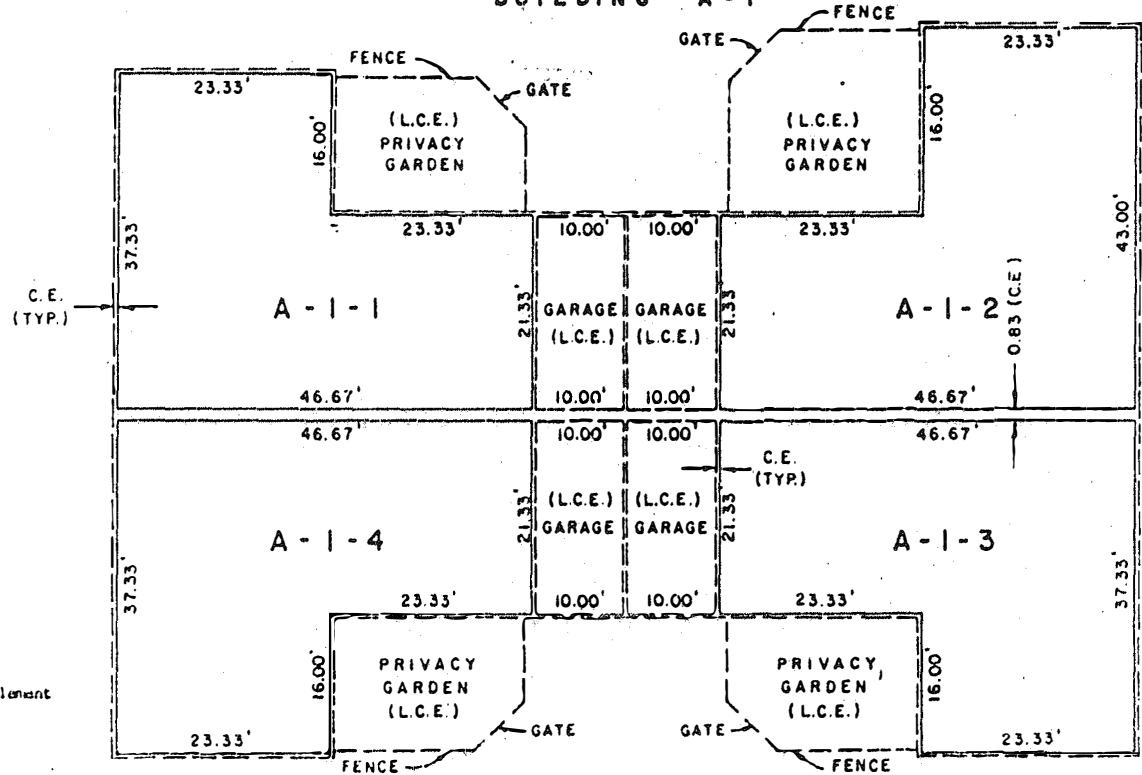 BUILDING A-1
FENCE
GATE
23.33'
FENCE
23.33'
GATE
(L.C.E.)
PRIVACY
GARDEN
(L.C.E.)
PRIVACY
GARDEN
16.00'
16.00'
37.33'
43.00'
23.33'
10.00'
10.00'
23.33'
C.E.
(TYP.)
A-1-1
21.33'
GARAGE
(L.C.E.)
GARAGE
(L.C.E.)
21.33
A-1-2
0.83 (C.E.)
46.67'
10.00'
10.00'
46.67'
46.67'
10.00'
10.00'
46.67'
C.E.
(TYP.)
A-1-4
21.33'
(L.C.E.)
GARAGE
(L.C.E.)
GARAGE
21.33'
A-1-3
37.33'
37.33'
23.33'
10.00'
10.00'
23.33'
16.00'
PRIVACY
GARDEN
(L.C.E.)
PRIVACY
GARDEN
(L.C.E.)
16.00'
GATE
GATE
23.33'
23.33'
FENCE
FENCE